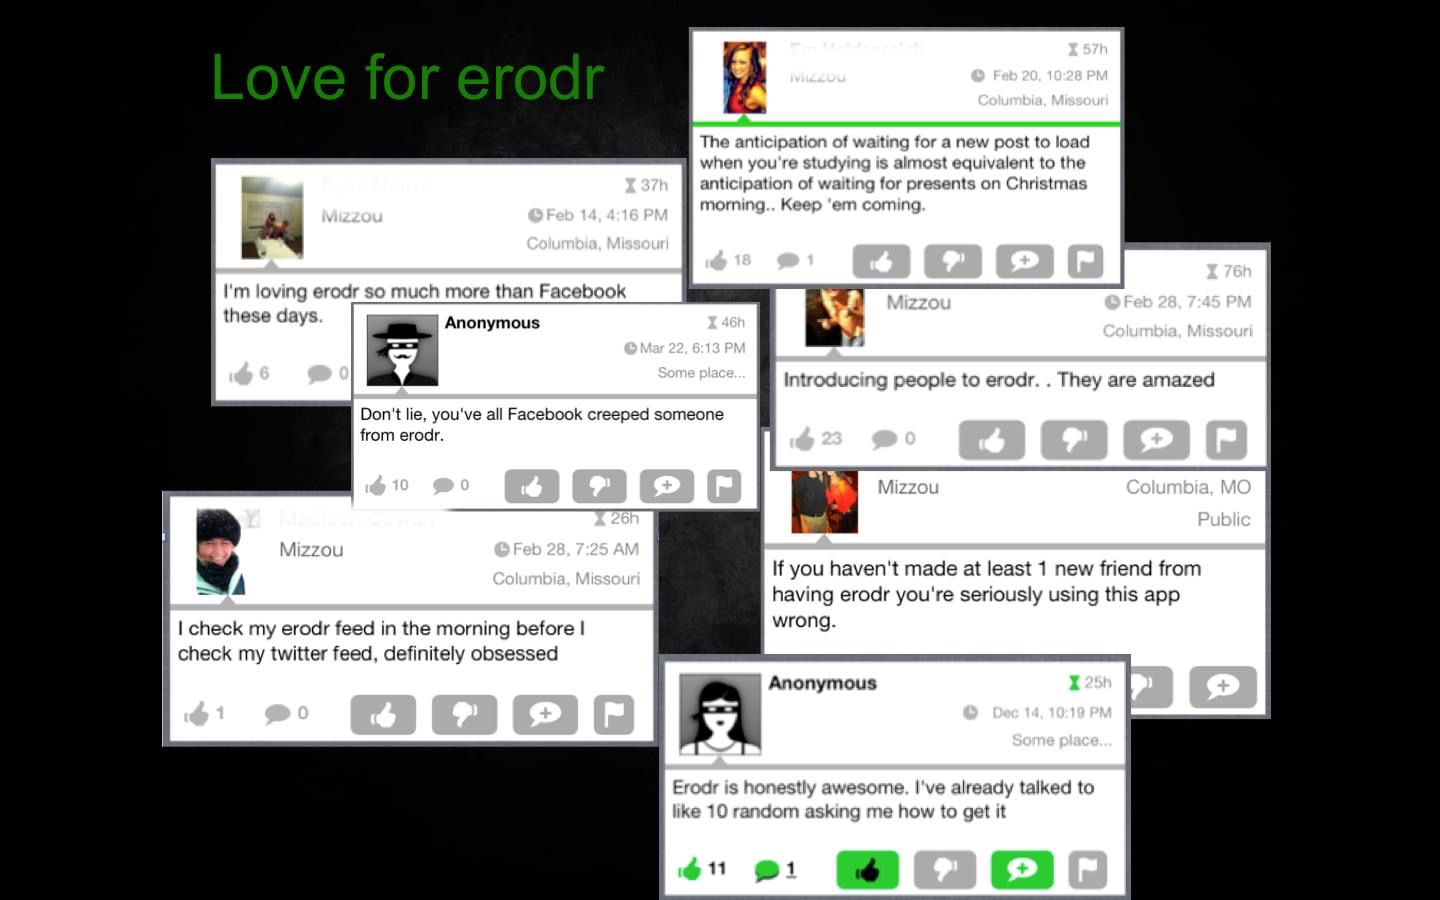 Love for erodr
57h
Mizzou
Feb 20, 10:28 PM
Columbia, Missouri
The anticipation of waiting for a new post to load
when you're studying is almost equivalent to the
anticipation of waiting for presents on Christmas
morning.. Keep 'em coming.
18 1
37h
Mizzou
Feb 14, 4:16 PM
Columbia, Missouri
I'm loving erodr so much more than Facebook
these days.
6 0
Anonymous
46h
Mar 22, 6:13 PM
Some place...
Don't lie, you've all Facebook creeped someone
from erodr.
10 0
76h
Mizzou
Feb 28, 7:45 PM
Columbia, Missouri
Introducing people to erodr. . They are amazed
23 0
Madison Cowan
26h
Mizzou
Feb 28, 7:25 AM
Columbia, Missouri
I check my erodr feed in the morning before I
check my twitter feed, definitely obsessed
1 0
Mizzou
Columbia, MO
Public
If you haven't made at least 1 new friend from
having erodr you're seriously using this app
wrong.
Anonymous
25h
Dec 14, 10:19 PM
Some place...
Erodr is honestly awesome. I've already talked to
like 10 random asking me how to get it
11 1